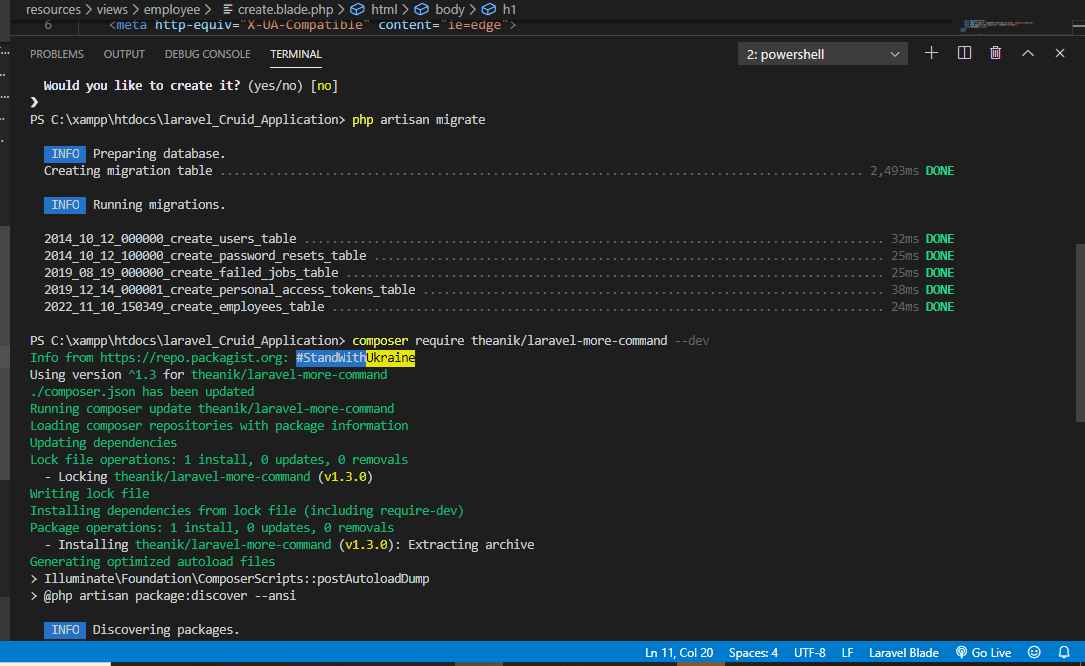 resources > views > employee > create.blade.php > html > body > h1
6 <meta http-equiv="X-UA-Compatible" content="ie=edge">
PROBLEMS OUTPUT DEBUG CONSOLE TERMINAL 2: powershell
Would you like to create it? (yes/no) [no]
❯
PS C:\xampp\htdocs\laravel_Cruid_Application> php artisan migrate
INFO Preparing database.
Creating migration table ............................................................................................ 2,493ms DONE
INFO Running migrations.
2014_10_12_000000_create_users_table ................................................................................... 32ms DONE
2014_10_12_100000_create_password_resets_table ......................................................................... 25ms DONE
2019_08_19_000000_create_failed_jobs_table ............................................................................. 25ms DONE
2019_12_14_000001_create_personal_access_tokens_table .................................................................. 38ms DONE
2022_11_10_150349_create_employees_table ............................................................................... 24ms DONE
PS C:\xampp\htdocs\laravel_Cruid_Application> composer require theanik/laravel-more-command --dev
Info from https://repo.packagist.org: #StandWithUkraine
Using version ^1.3 for theanik/laravel-more-command
./composer.json has been updated
Running composer update theanik/laravel-more-command
Loading composer repositories with package information
Updating dependencies
Lock file operations: 1 install, 0 updates, 0 removals
- Locking theanik/laravel-more-command (v1.3.0)
Writing lock file
Installing dependencies from lock file (including require-dev)
Package operations: 1 install, 0 updates, 0 removals
- Installing theanik/laravel-more-command (v1.3.0): Extracting archive
Generating optimized autoload files
> Illuminate\Foundation\ComposerScripts::postAutoloadDump
> @php artisan package:discover --ansi
INFO Discovering packages.
Ln 11, Col 20 Spaces: 4 UTF-8 LF Laravel Blade Go Live